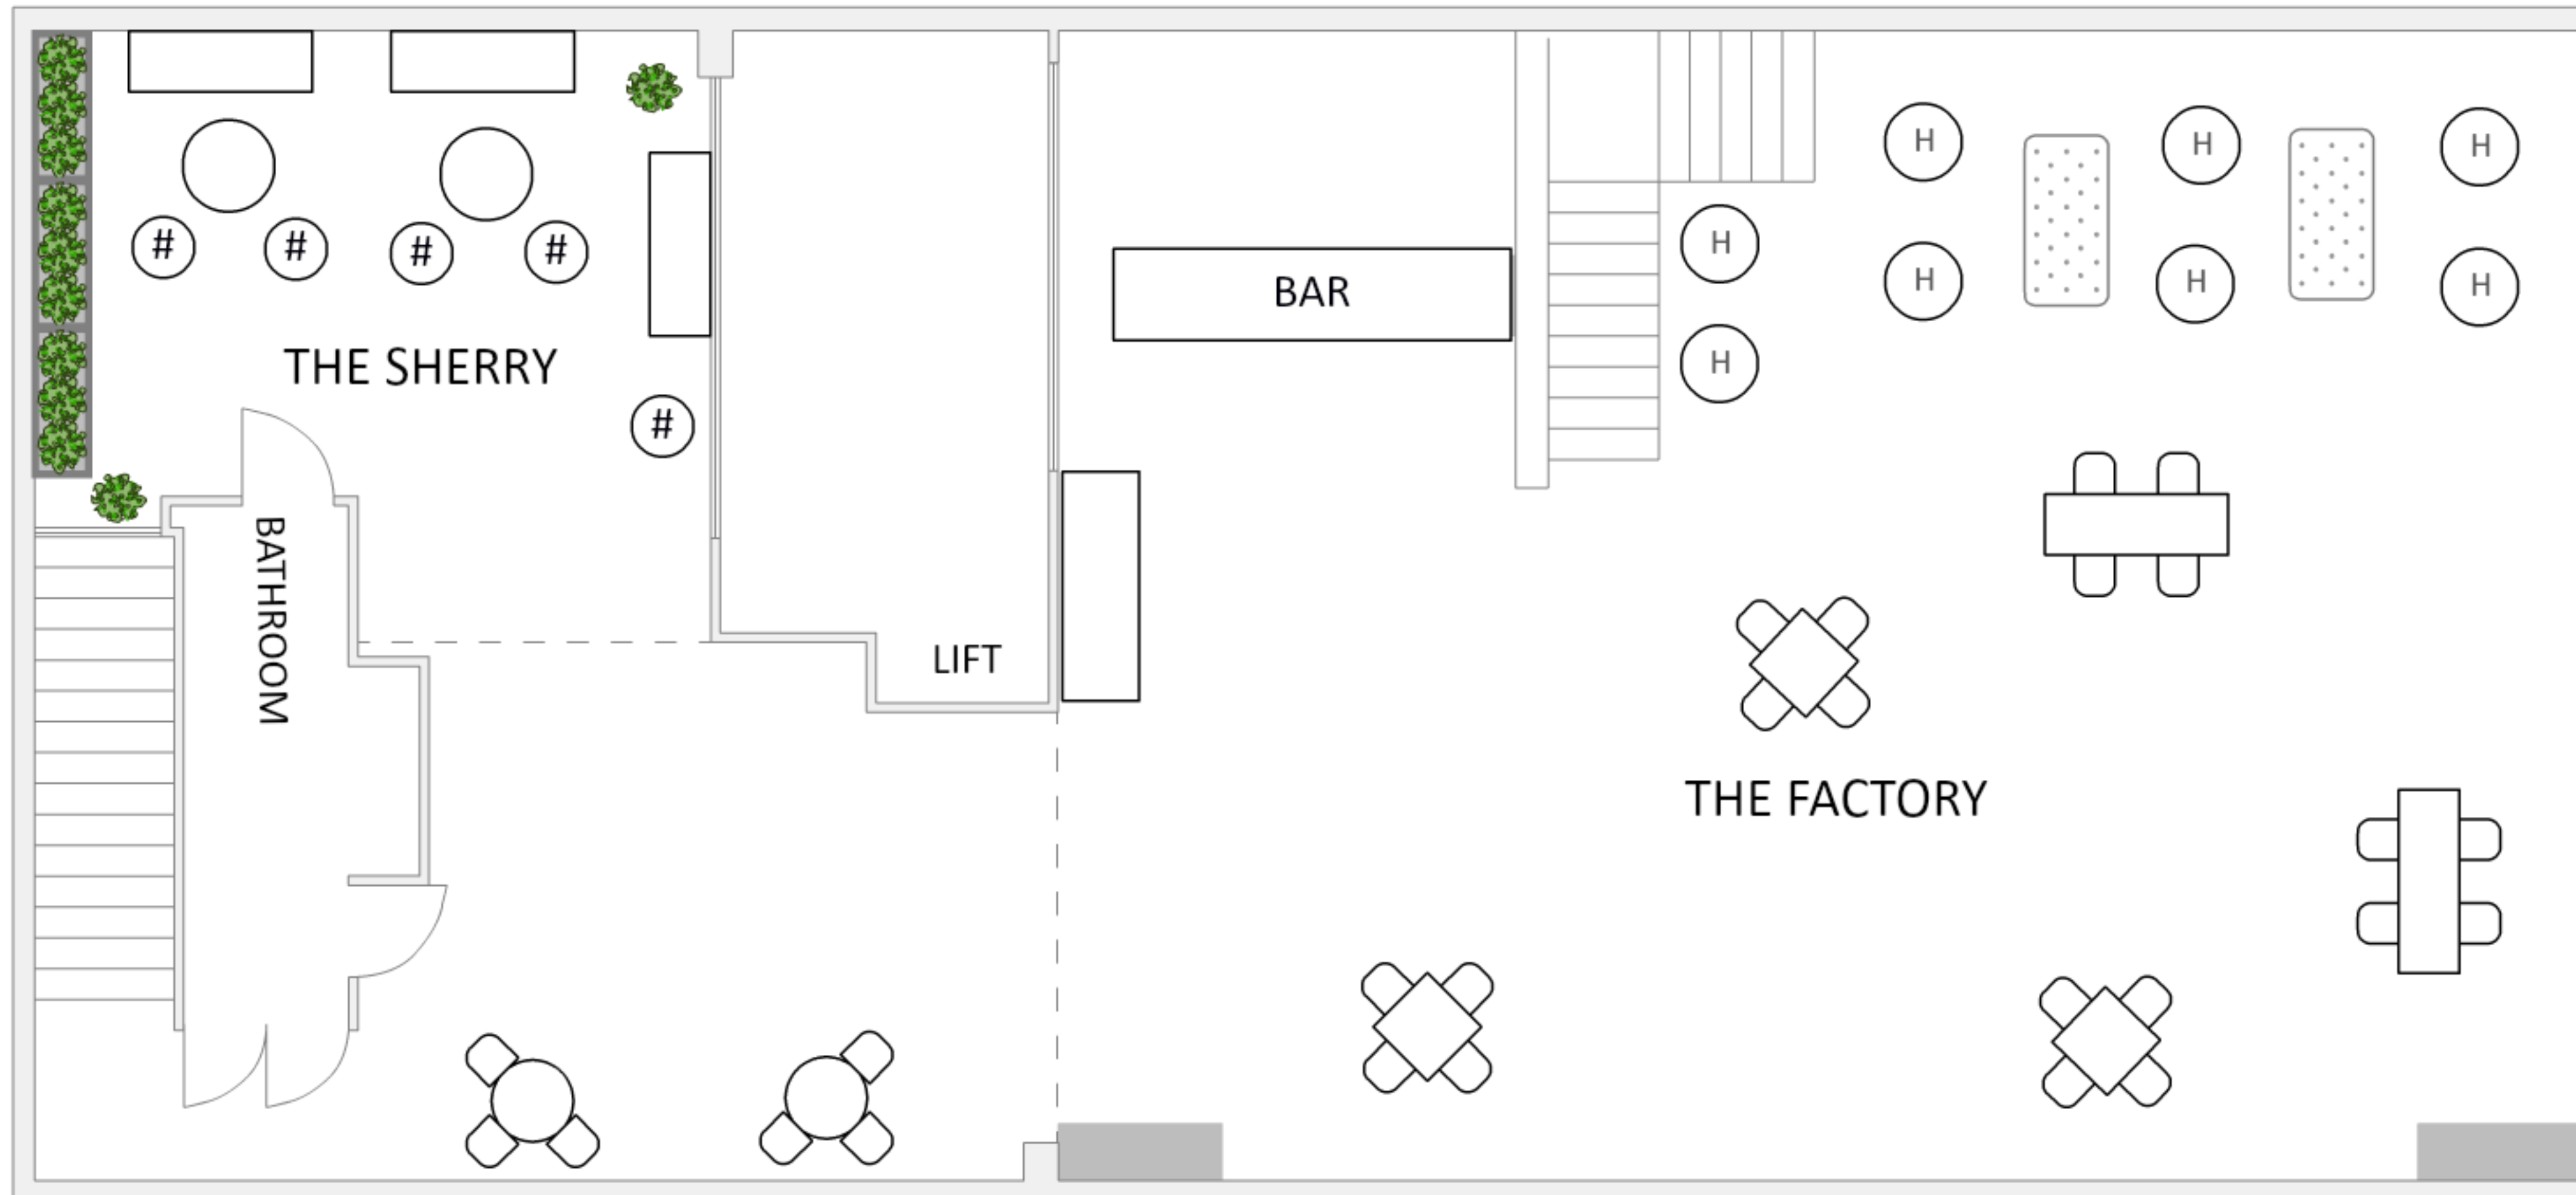 H
H
H
H
H
H
H
H
#
#
#
#
BAR
THE SHERRY
#
BATHROOM
LIFT
THE FACTORY